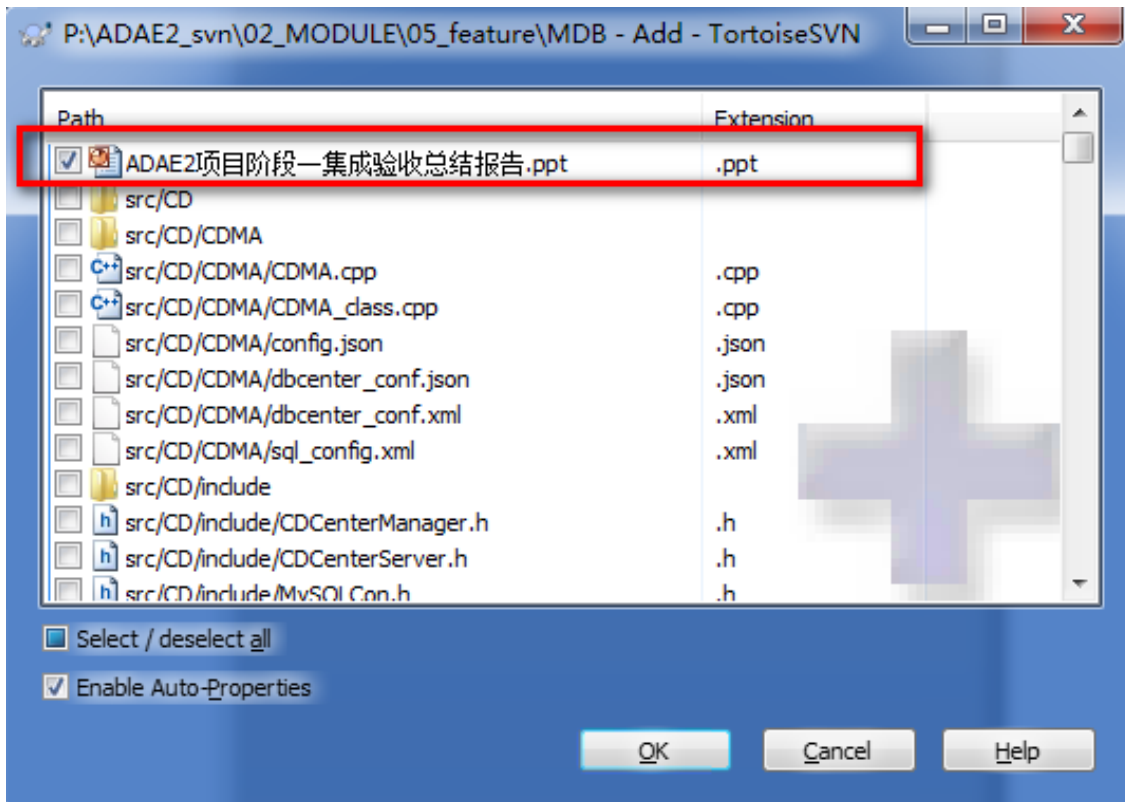 P:\ADAE2_svn\02_MODULE\05_feature\MDB - Add - TortoiseSVN
Path Extension
ADAE2项目阶段一集成验收总结报告.ppt .ppt
src/CD
src/CD/CDMA
src/CD/CDMA/CDMA.cpp .cpp
src/CD/CDMA/CDMA_class.cpp .cpp
src/CD/CDMA/config.json .json
src/CD/CDMA/dbcenter_conf.json .json
src/CD/CDMA/dbcenter_conf.xml .xml
src/CD/CDMA/sql_config.xml .xml
src/CD/include
src/CD/include/CDCenterManager.h .h
src/CD/include/CDCenterServer.h .h
src/CD/include/MySQLCon.h .h
Select / deselect all
Enable Auto-Properties
OK Cancel Help